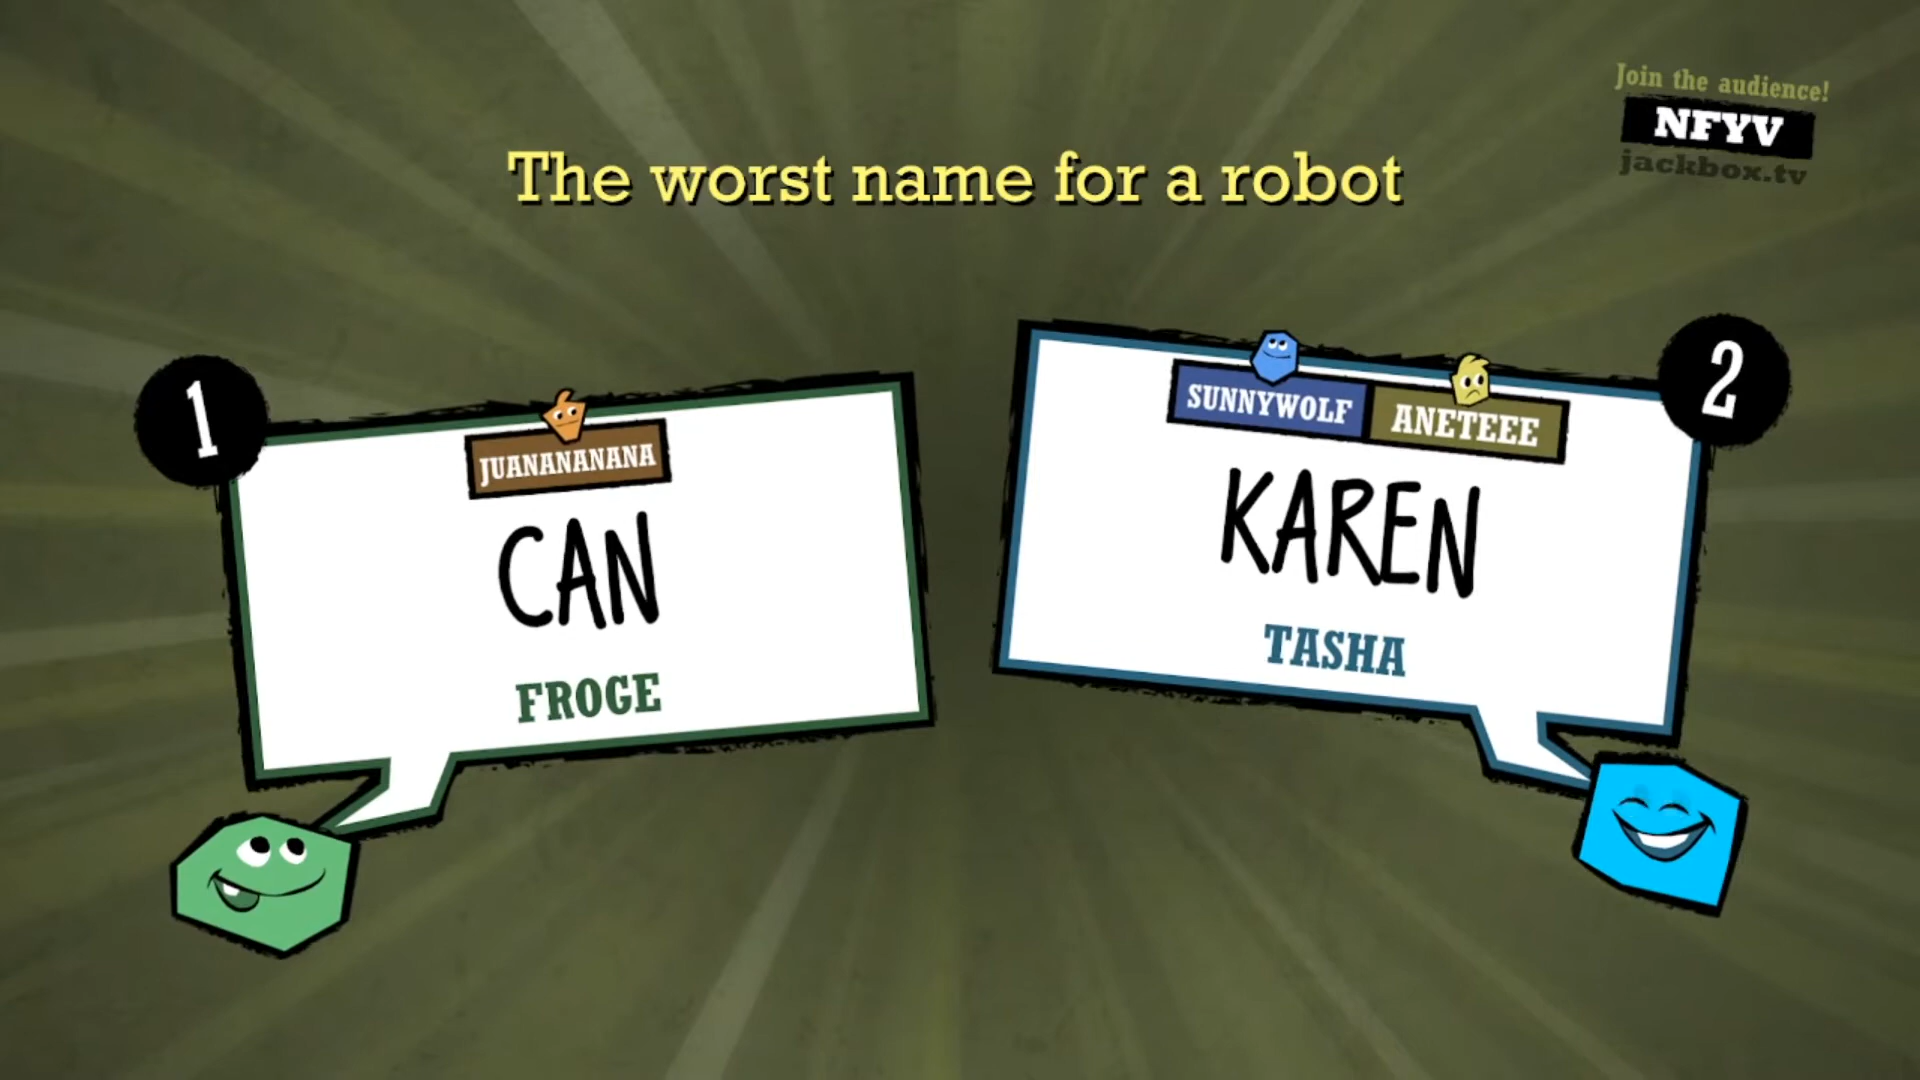 Join the audience!
NFYV
jackbox.tv
The worst name for a robot
1
JUANANANANA
CAN
FROGE
2
SUNNYWOLF
ANETEEE
KAREN
TASHA